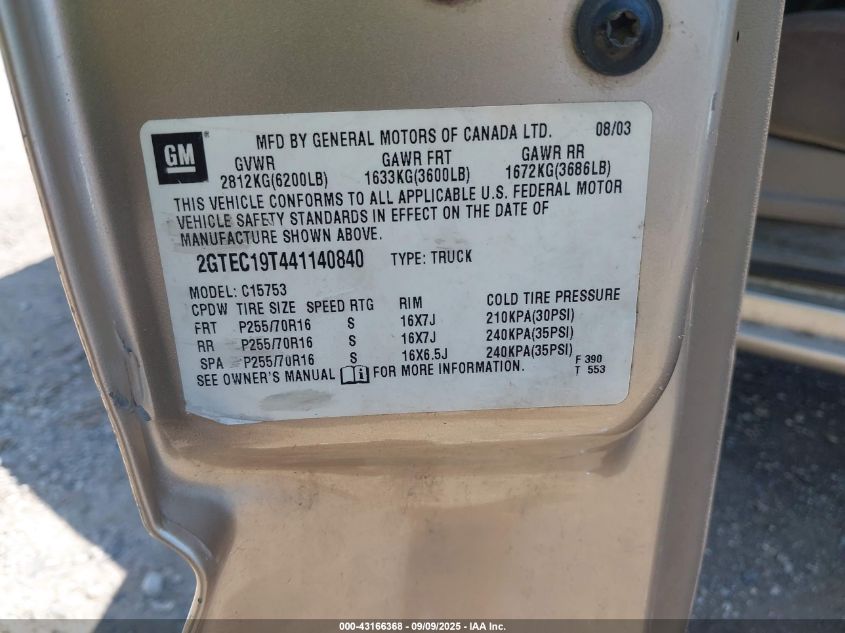 GM
MFD BY GENERAL MOTORS OF CANADA LTD. 08/03
GVWR GAWR FRT GAWR RR
2812KG(6200LB) 1633KG(3600LB) 1672KG(3686LB)
THIS VEHICLE CONFORMS TO ALL APPLICABLE U.S. FEDERAL MOTOR
VEHICLE SAFETY STANDARDS IN EFFECT ON THE DATE OF
MANUFACTURE SHOWN ABOVE.
2GTEC19T441140840 TYPE: TRUCK
MODEL: C15753
CPDW TIRE SIZE SPEED RTG RIM COLD TIRE PRESSURE
FRT P255/70R16 S 16X7J 210KPA(30PSI)
RR P255/70R16 S 16X7J 240KPA(35PSI)
SPA P255/70R16 S 16X6.5J 240KPA(35PSI)
SEE OWNER'S MANUAL FOR MORE INFORMATION.
F 390
T 553
000-43166368 - 09/09/2025 - IAA Inc.